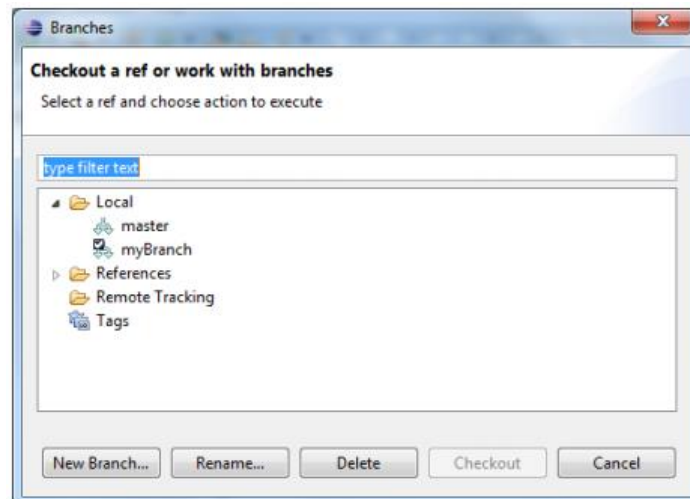 Branches
Checkout a ref or work with branches
Select a ref and choose action to execute
type filter text
Local
master
myBranch
References
Remote Tracking
Tags
New Branch... Rename... Delete Checkout Cancel